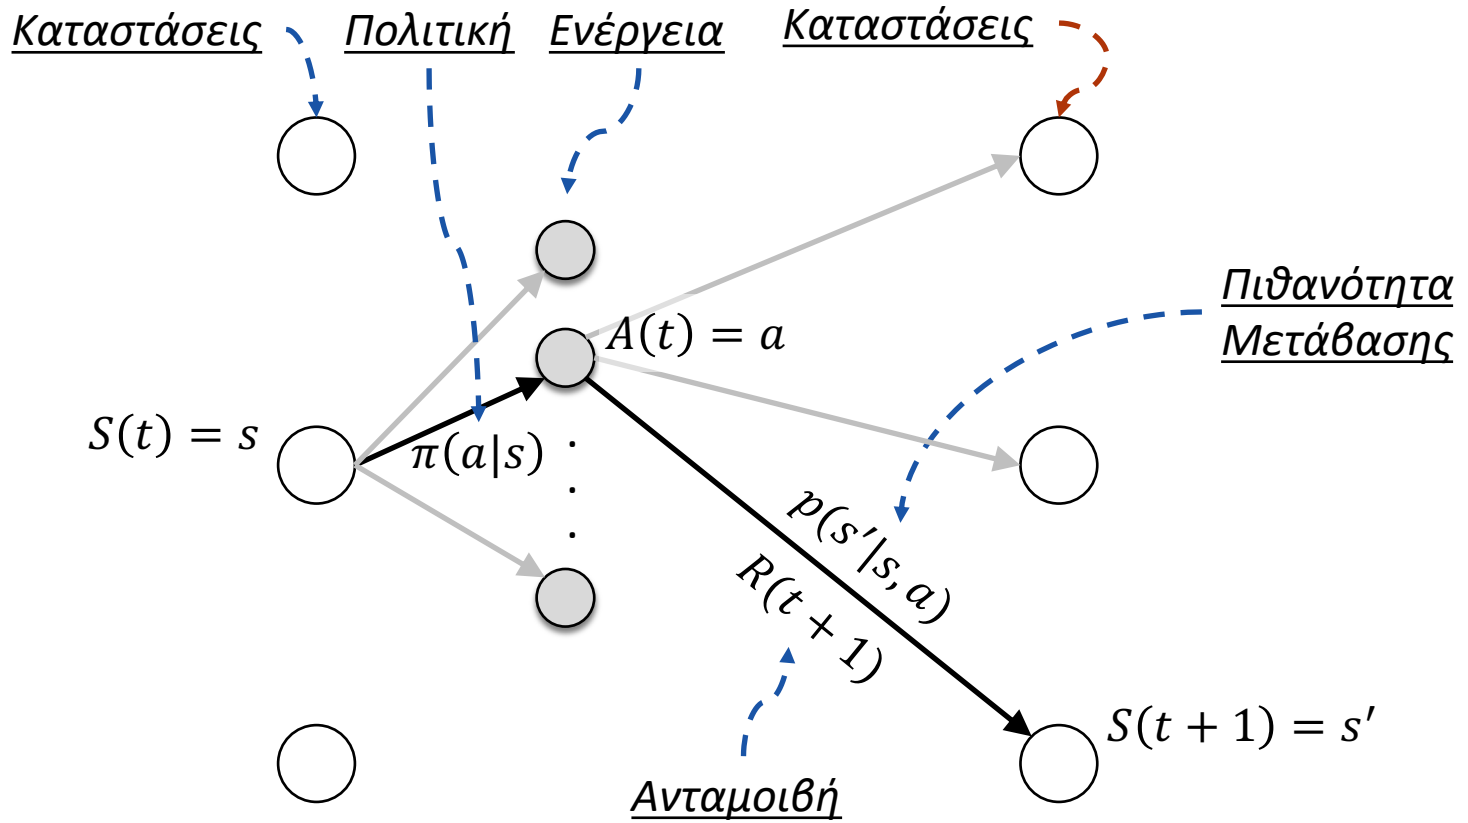 Καταστάσεις
Πολιτική
Ενέργεια
Καταστάσεις
Πιθανότητα
Μετάβασης
A(t) = a
S(t) = s
π(a|s)
.
.
.
p(s′|s, a)
R(t + 1)
S(t + 1) = s′
Ανταμοιβή